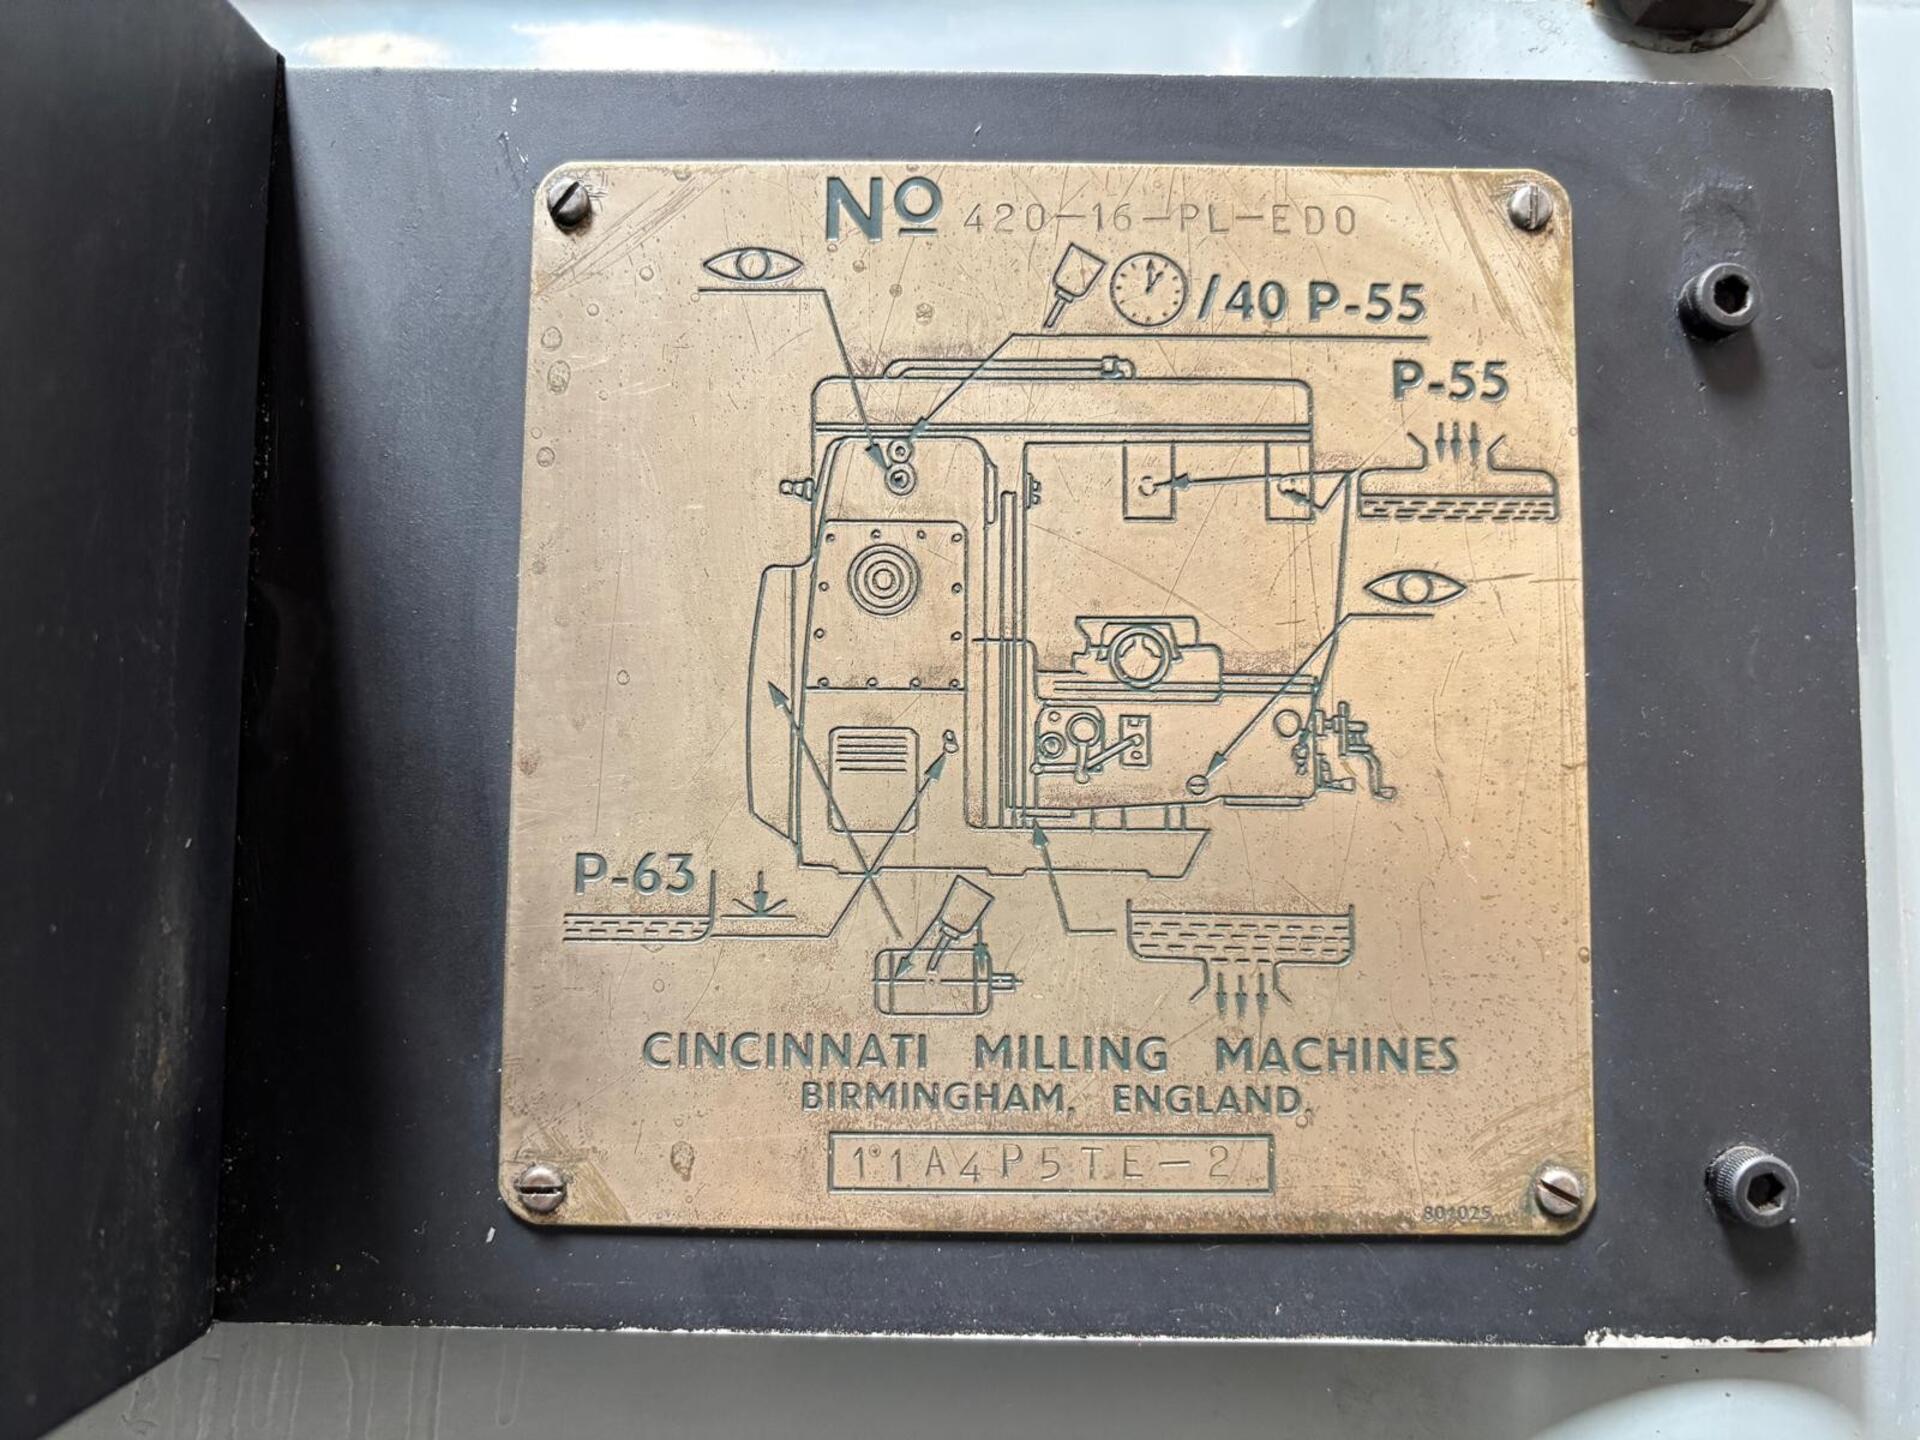 Nº 420-16-PL-EDO
/40 P-55
P-55
P-63
CINCINNATI MILLING MACHINES
BIRMINGHAM, ENGLAND.
1°1A4P5TE-2
801025